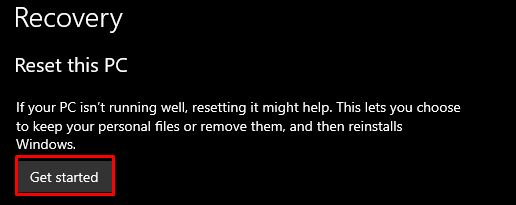 Recovery
Reset this PC
If your PC isn't running well, resetting it might help. This lets you choose
to keep your personal files or remove them, and then reinstalls
Windows.
Get started